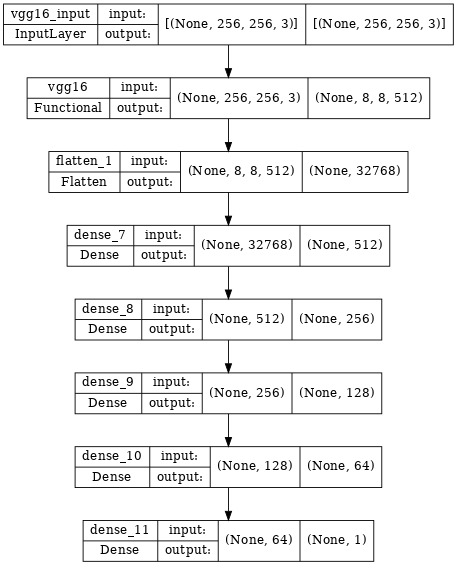 vgg16_input input: [(None, 256, 256, 3)] [(None, 256, 256, 3)]
InputLayer output:
vgg16 input: (None, 256, 256, 3) (None, 8, 8, 512)
Functional output:
flatten_1 input: (None, 8, 8, 512) (None, 32768)
Flatten output:
dense_7 input: (None, 32768) (None, 512)
Dense output:
dense_8 input: (None, 512) (None, 256)
Dense output:
dense_9 input: (None, 256) (None, 128)
Dense output:
dense_10 input: (None, 128) (None, 64)
Dense output:
dense_11 input: (None, 64) (None, 1)
Dense output: